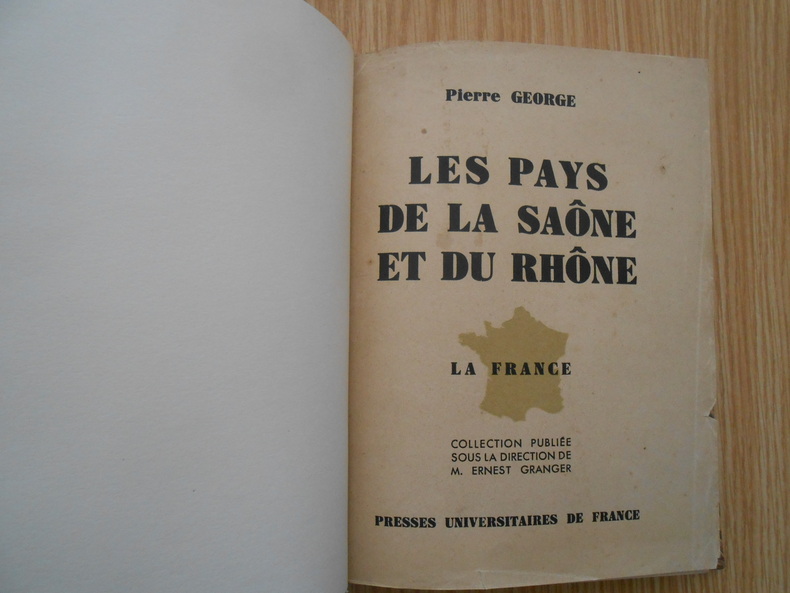 Pierre GEORGE
LES PAYS
DE LA SAÔNE
ET DU RHÔNE
LA FRANCE
COLLECTION PUBLIÉE
SOUS LA DIRECTION DE
M. ERNEST GRANGER
PRESSES UNIVERSITAIRES DE FRANCE